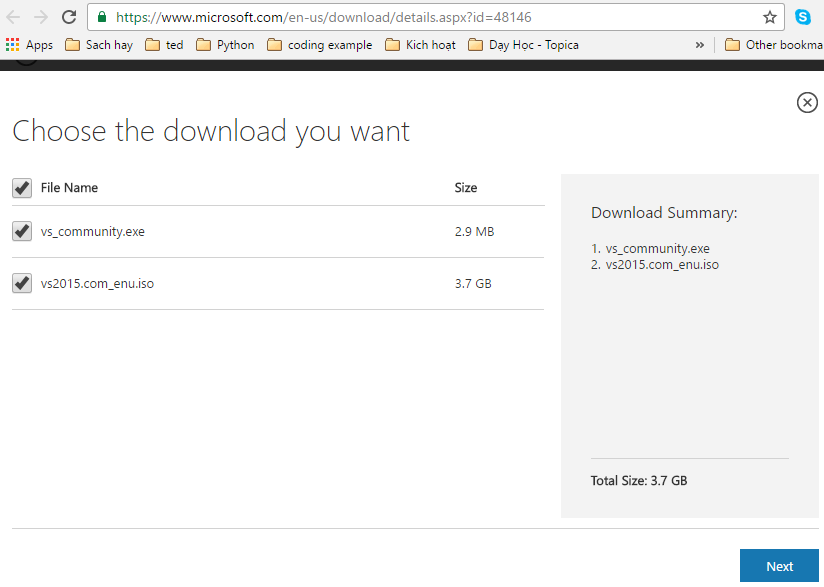 https://www.microsoft.com/en-us/download/details.aspx?id=48146
Apps Sach hay ted Python coding example Kich hoạt Dạy Học - Topica » Other bookma
Choose the download you want
File Name Size
vs_community.exe 2.9 MB
vs2015.com_enu.iso 3.7 GB
Download Summary:
1. vs_community.exe
2. vs2015.com_enu.iso
Total Size: 3.7 GB
Next